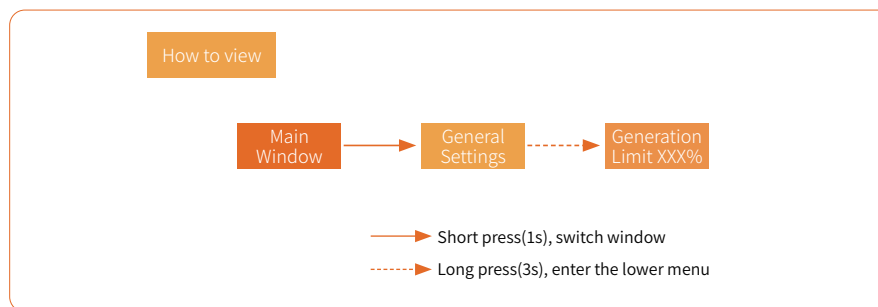 How to view
Main
Window
General
Settings
Generation
Limit XXX%
Short press(1s), switch window
Long press(3s), enter the lower menu